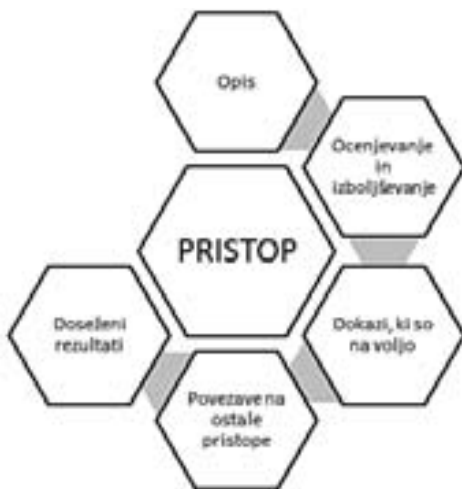 Opis
Ocenjevanje
in
izboljševanje
PRISTOP
Dokazi, ki so
na voljo
Doseženi
rezultati
Povezave na
ostale
pristope